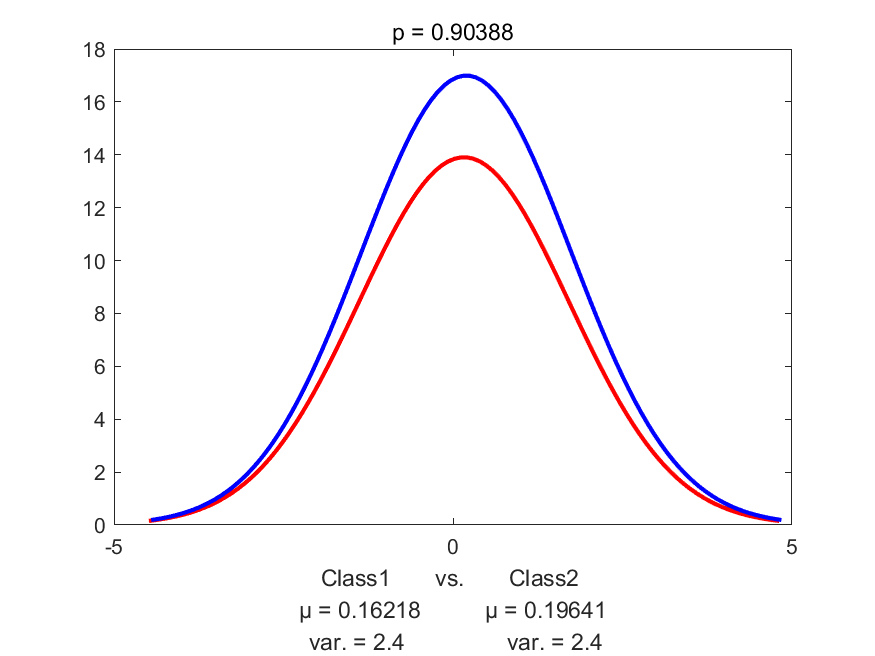 p = 0.90388
18
16
14
12
10
8
6
4
2
0
-5 0 5
Class1 vs. Class2
μ = 0.16218 μ = 0.19641
var. = 2.4 var. = 2.4